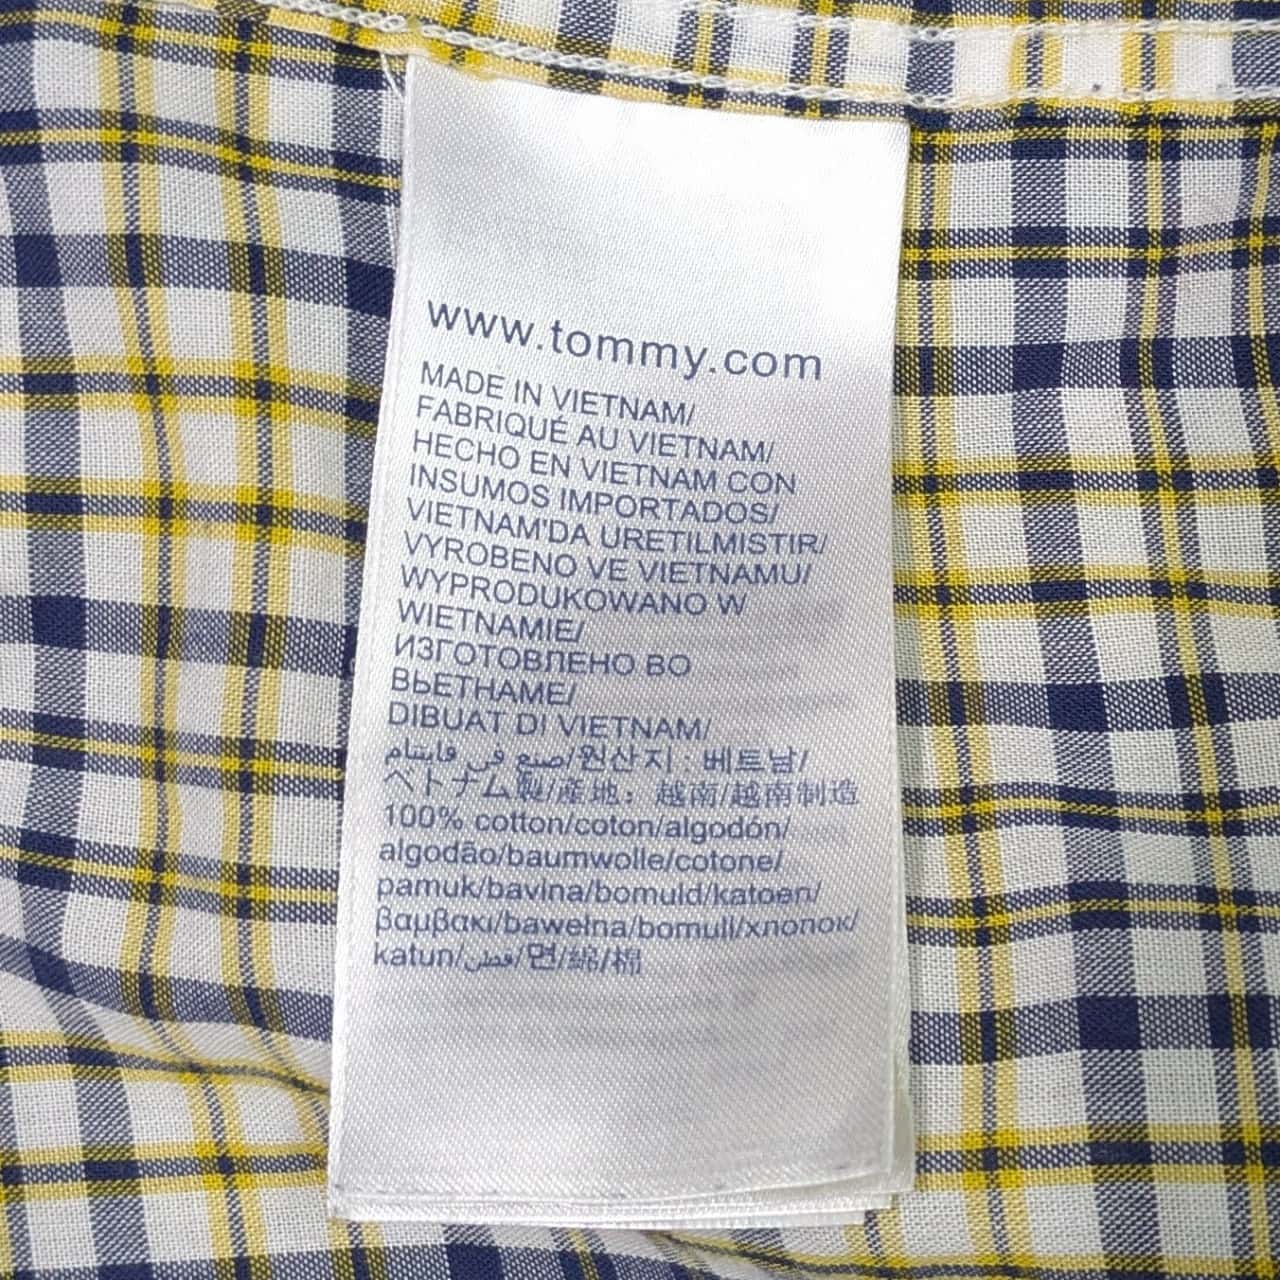 www.tommy.com
MADE IN VIETNAM/
FABRIQUÉ AU VIETNAM/
HECHO EN VIETNAM CON
INSUMOS IMPORTADOS/
VIETNAM'DA URETILMISTIR/
VYROBENO VE VIETNAMU/
WYPRODUKOWANO W
WIETNAMIE/
ИЗГОТОВЛЕНО ВО
ВЬЕТНАМЕ/
DIBUAT DI VIETNAM/
صنع في فايتنام/원산지 : 베트남/
ベトナム製/產地：越南/越南制造
100% cotton/coton/algodón/
algodão/baumwolle/cotone/
pamuk/bavlna/bomuld/katoen/
βαμβακι/bawełna/bomull/хлопок/
katun/قطن/면/綿/棉